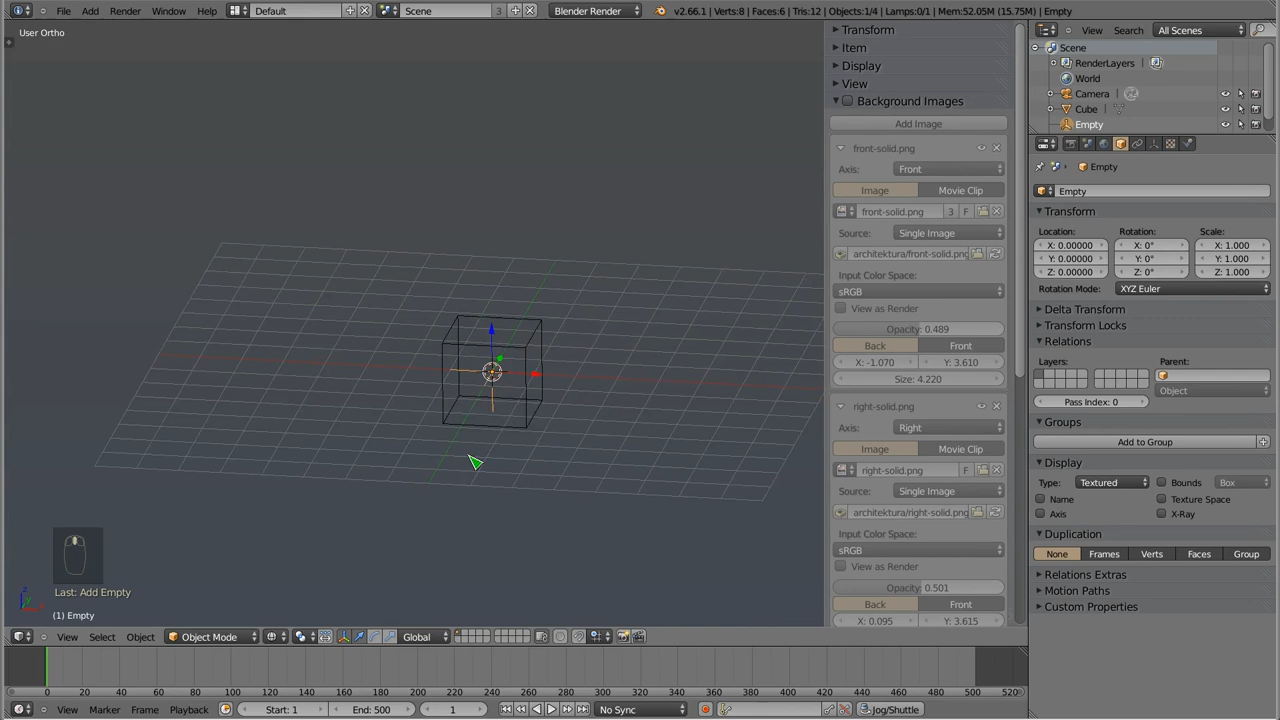 File Add Render Window Help Default Scene 3 Blender Render v2.66.1 | Verts:8 | Faces:6 | Tris:12 | Objects:1/4 | Lamps:0/1 | Mem:52.05M (15.75M) | Empty
User Ortho
Transform
Item
Display
View
Background Images
Add Image
front-solid.png
Axis: Front
Image Movie Clip
front-solid.png 3 F
Source: Single Image
architektura/front-solid.png
Input Color Space:
sRGB
View as Render
Opacity: 0.489
Back Front
X: -1.070 Y: 3.610
Size: 4.220
right-solid.png
Axis: Right
Image Movie Clip
right-solid.png F
Source: Single Image
architektura/right-solid.png
Input Color Space:
sRGB
View as Render
Opacity: 0.501
Back Front
X: 0.095 Y: 3.615
View Search All Scenes
Scene
RenderLayers
World
Camera
Cube
Empty
Empty
Empty
Transform
Location: Rotation: Scale:
X: 0.00000 X: 0° X: 1.000
Y: 0.00000 Y: 0° Y: 1.000
Z: 0.00000 Z: 0° Z: 1.000
Rotation Mode: XYZ Euler
Delta Transform
Transform Locks
Relations
Layers: Parent:
Object
Pass Index: 0
Groups
Add to Group
Display
Type: Textured Bounds Box
Name Texture Space
Axis X-Ray
Duplication
None Frames Verts Faces Group
Relations Extras
Motion Paths
Custom Properties
Last: Add Empty
(1) Empty
z
x
View Select Object Object Mode Global
0 20 40 60 80 100 120 140 160 180 200 220 240 260 280 300 320 340 360 380 400 420 440 460 480 500 520
View Marker Frame Playback Start: 1 End: 500 1 No Sync Jog/Shuttle